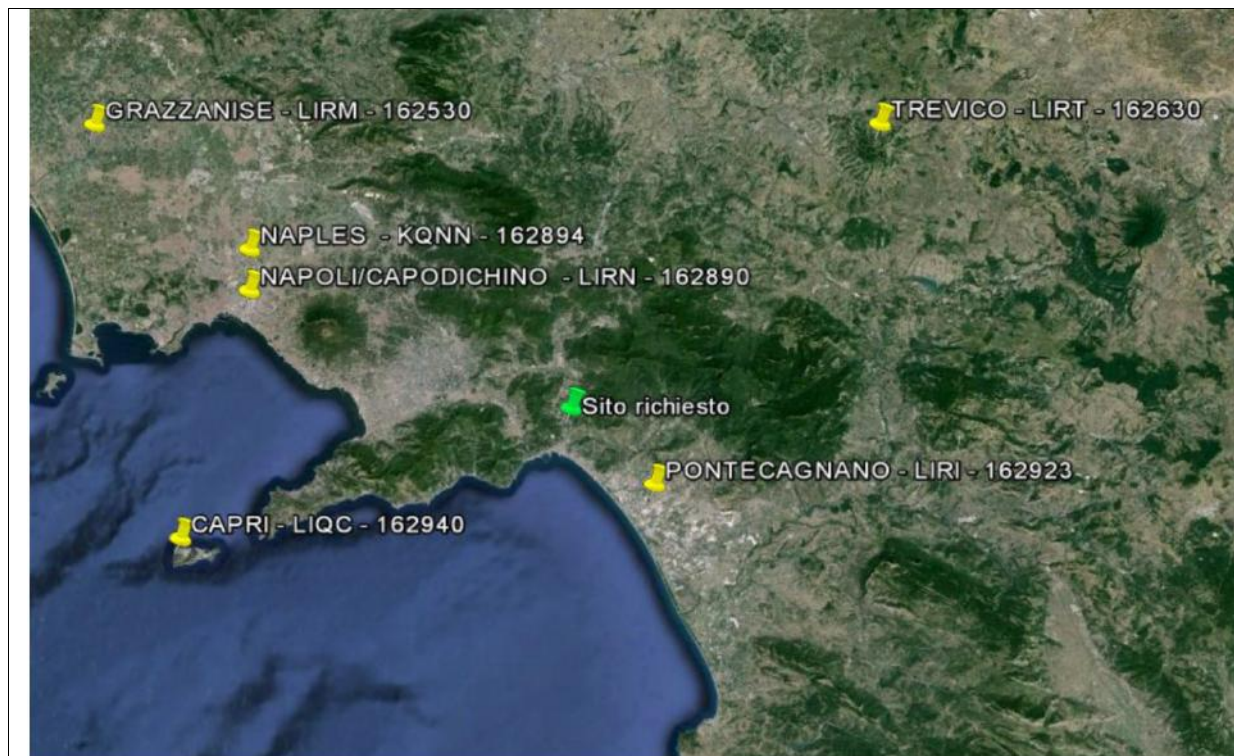 GRAZZANISE - LIRM - 162530
TREVICO - LIRT - 162630
NAPLES - KQNN - 162894
NAPOLI/CAPODICHINO - LIRN - 162890
Sito richiesto
PONTECAGNANO - LIRI - 162923
CAPRI - LIQC - 162940